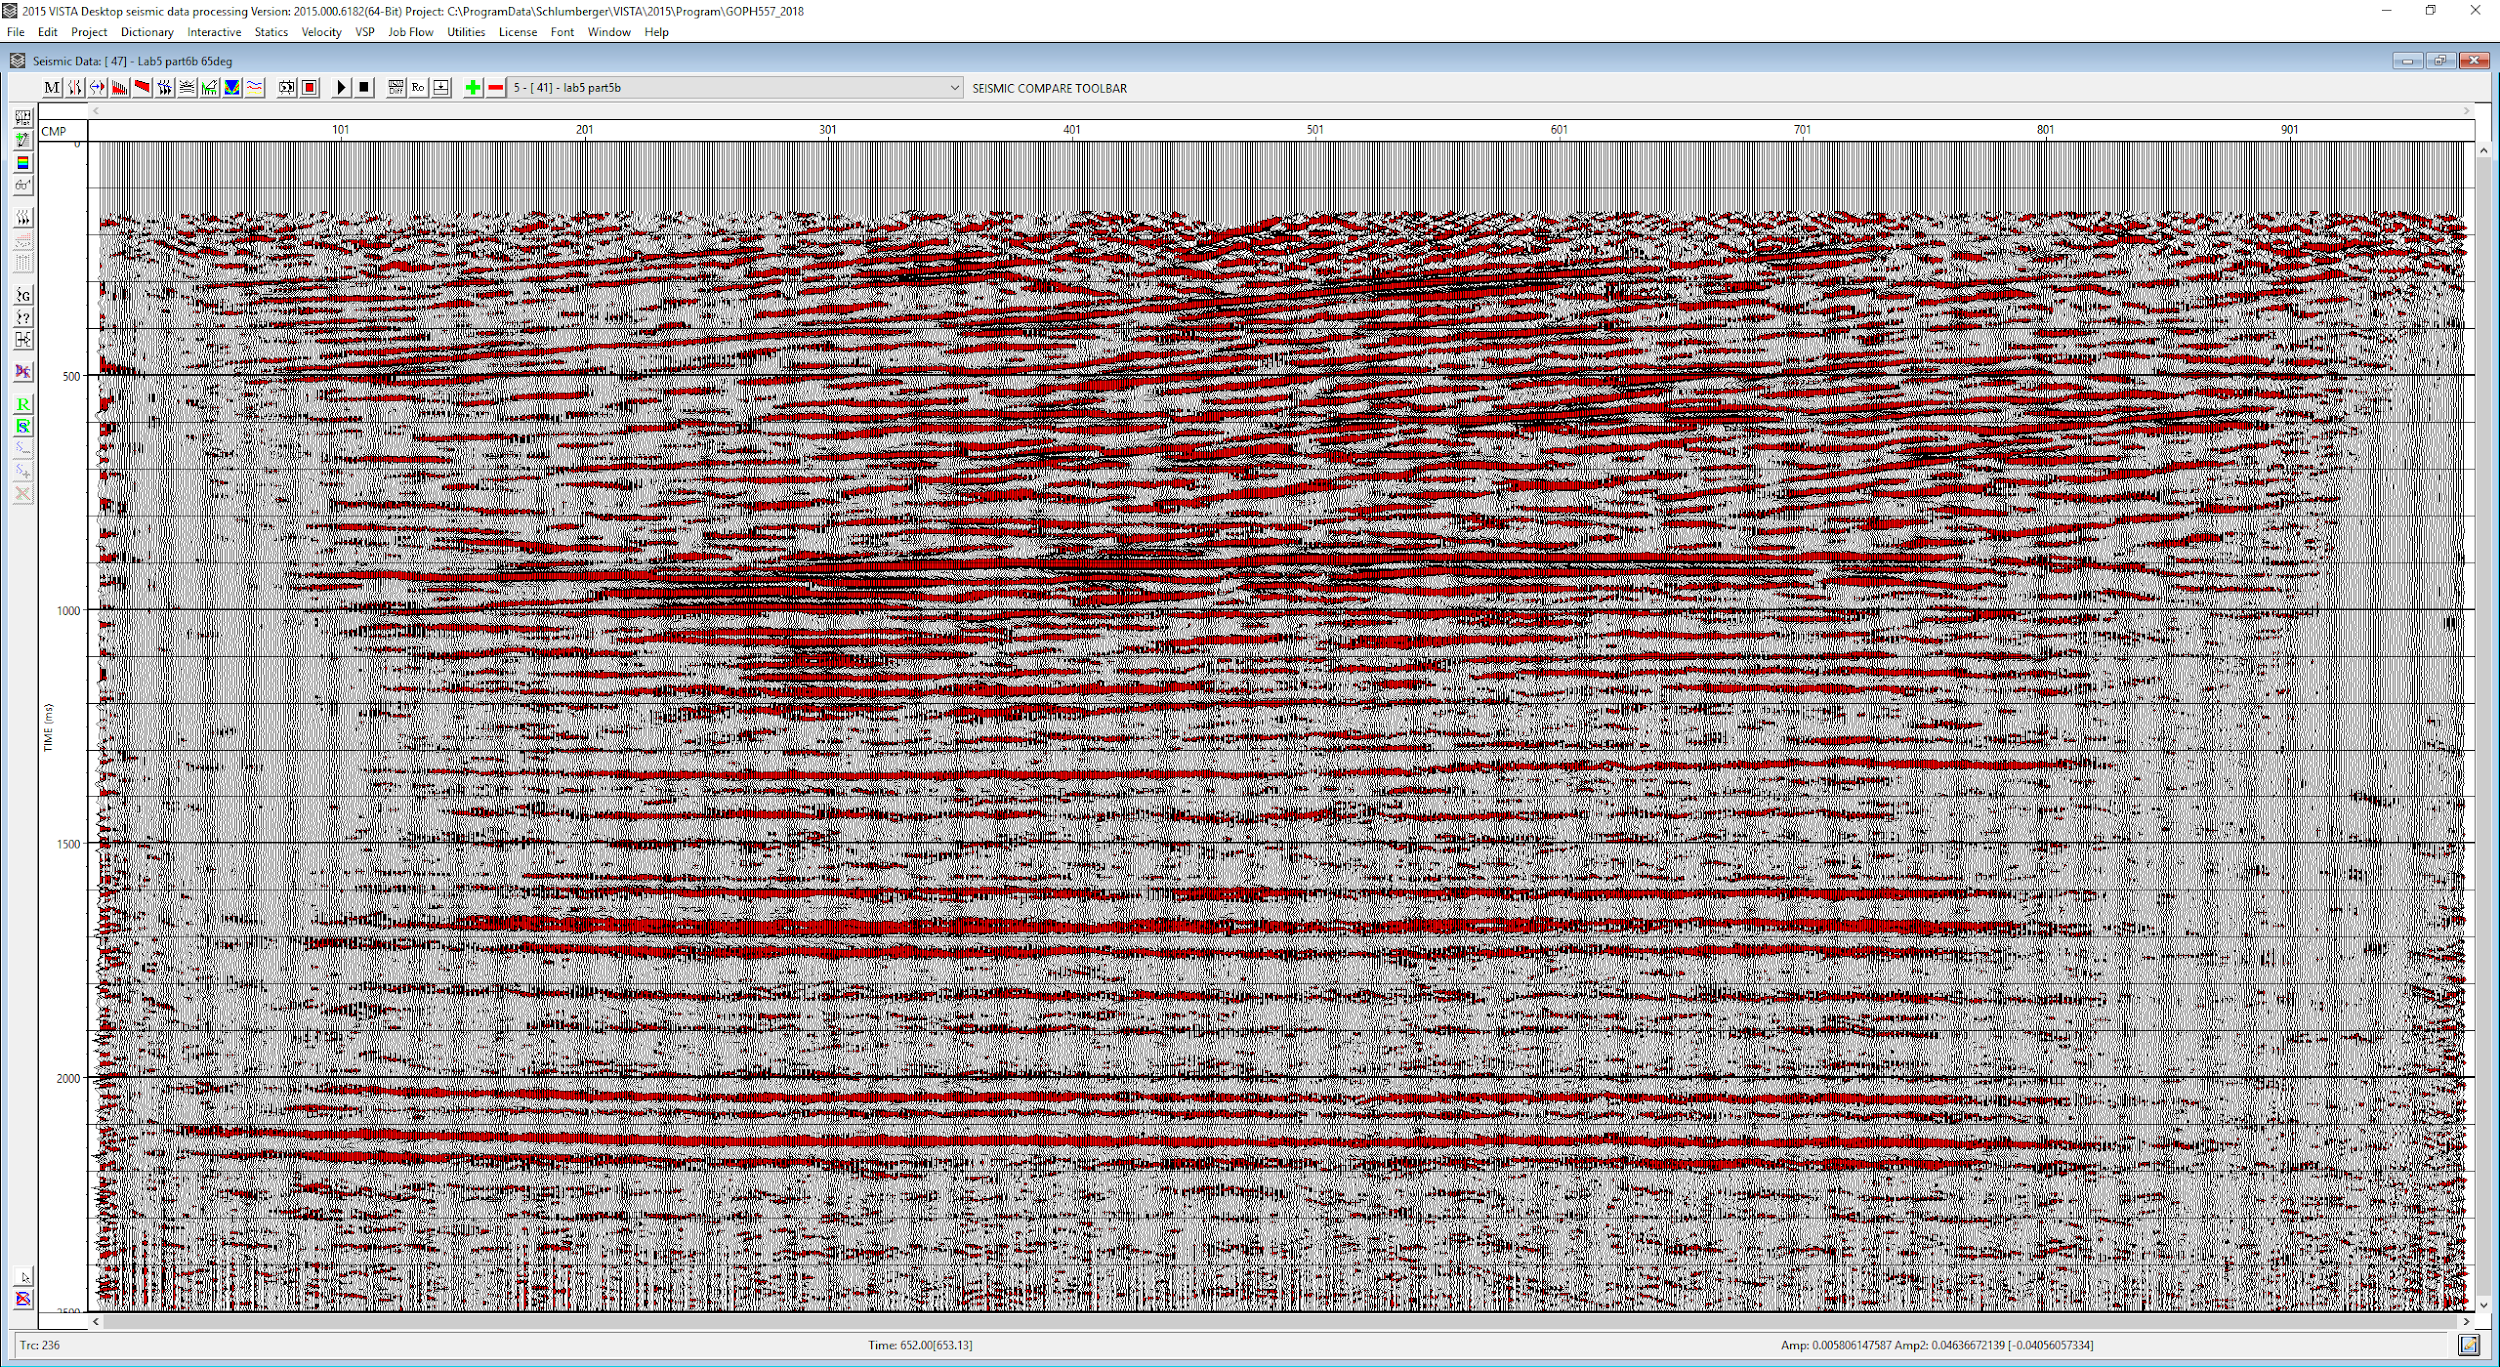 2015 VISTA Desktop seismic data processing Version: 2015.000.6182(64-Bit) Project: C:\ProgramData\Schlumberger\VISTA\2015\Program\GOPH557_2018
File Edit Project Dictionary Interactive Statics Velocity VSP Job Flow Utilities License Font Window Help
Seismic Data: [ 47] - Lab5 part6b 65deg
M Diff Ro 5 - [ 41] - lab5 part5b SEISMIC COMPARE TOOLBAR
CMP 101 201 301 401 501 601 701 801 901
0
500
1000
TIME (ms)
1500
2000
2500
G
?
R
S
Trc: 236 Time: 652.00[653.13] Amp: 0.005806147587 Amp2: 0.04636672139 [-0.04056057334]